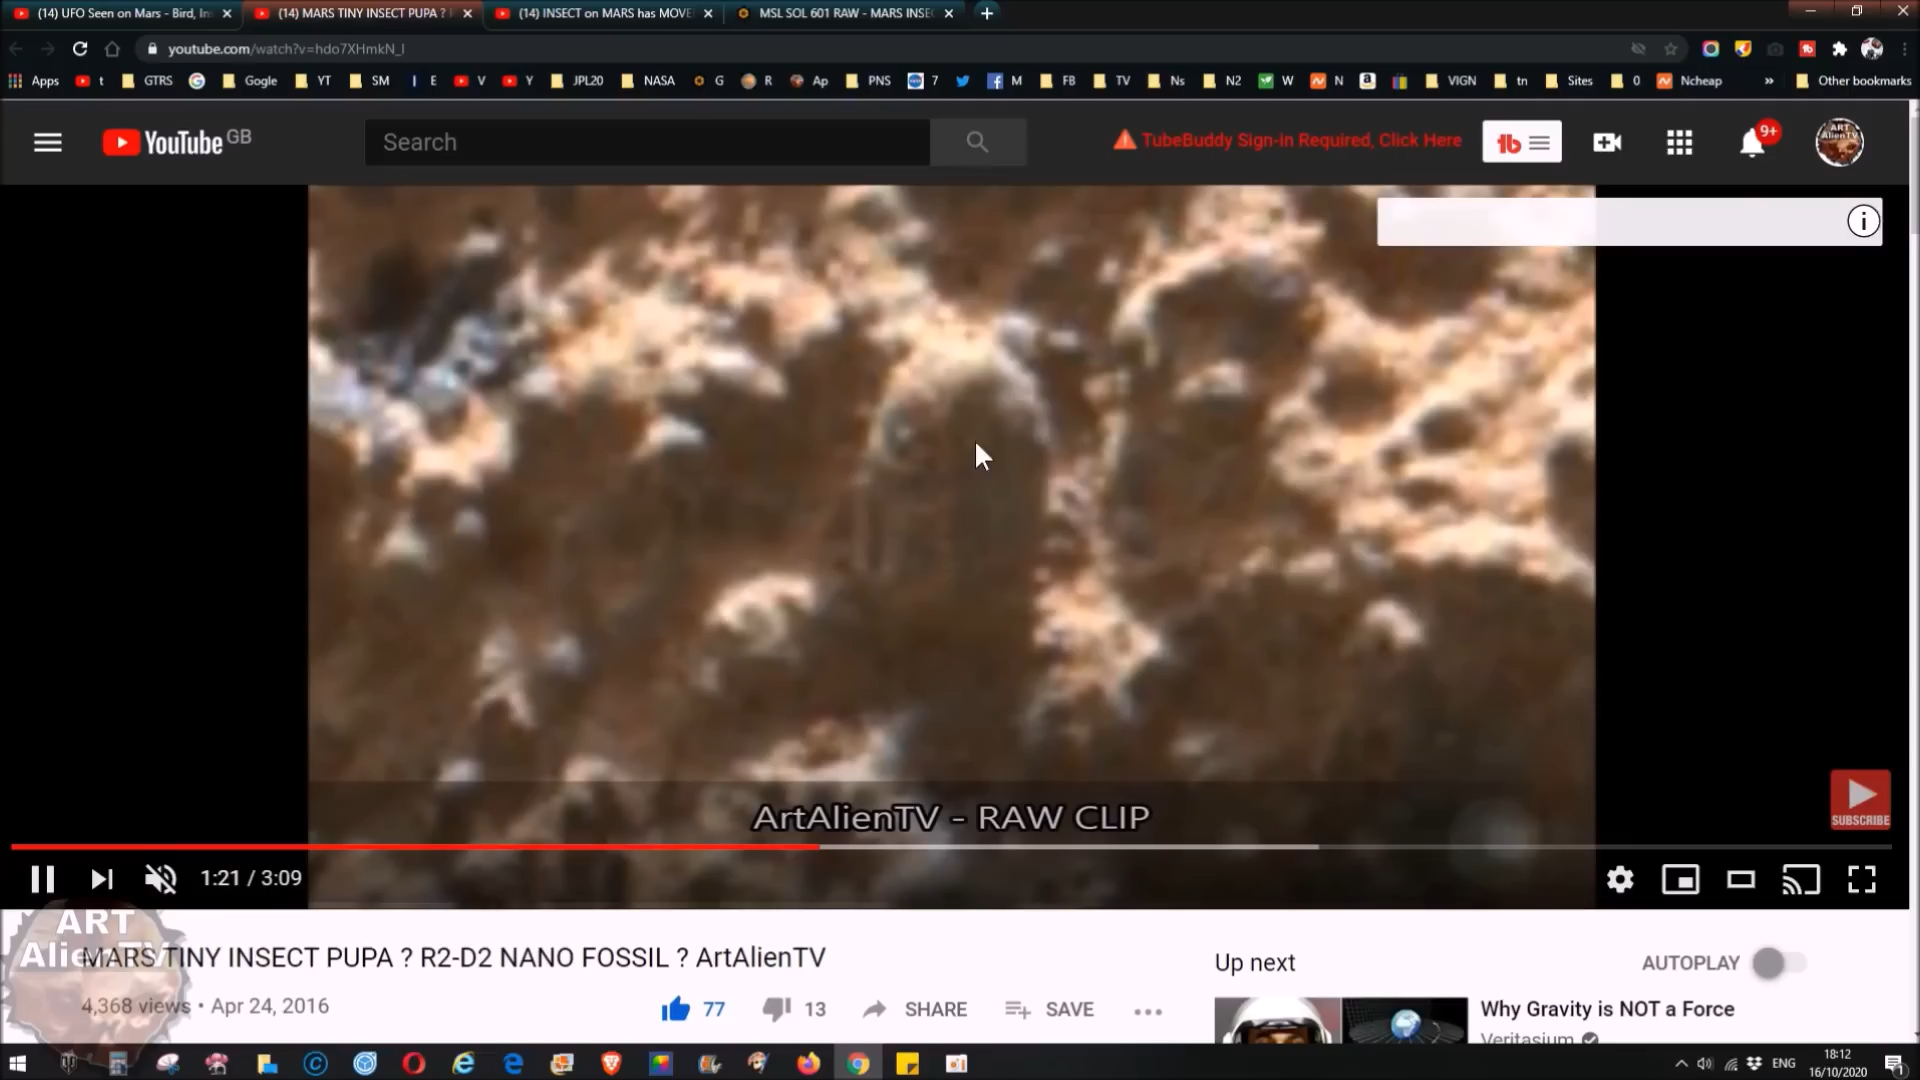 (14) UFO Seen on Mars - Bird, In
(14) MARS TINY INSECT PUPA ? 
(14) INSECT on MARS has MOVE
MSL SOL 601 RAW - MARS INSE
youtube.com/watch?v=hdo7XHmkN_I
Apps t GTRS Gogle YT SM E V Y JPL20 NASA G R Ap PNS 7 M FB TV Ns N2 W N VIGN tn Sites 0 Ncheap » Other bookmarks
YouTube GB
Search
TubeBuddy Sign-in Required, Click Here
tb
9+
ArtAlienTV - RAW CLIP
SUBSCRIBE
1:21 / 3:09
ART
Alien TV
MARS TINY INSECT PUPA ? R2-D2 NANO FOSSIL ? ArtAlienTV
4,368 views • Apr 24, 2016
77
13
SHARE
SAVE
Up next
AUTOPLAY
Why Gravity is NOT a Force
Veritasium
ENG
18:12
16/10/2020